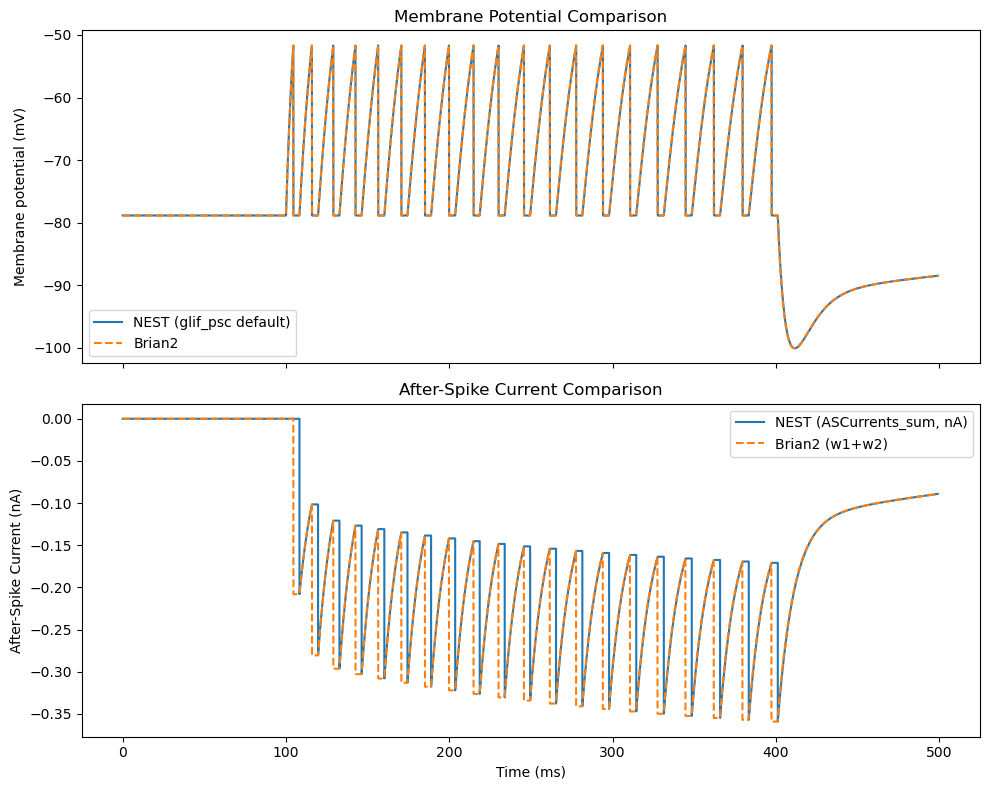 Membrane Potential Comparison
−50
−60
−70
−80
−90
−100
Membrane potential (mV)
NEST (glif_psc default)
Brian2
After-Spike Current Comparison
0.00
−0.05
−0.10
−0.15
−0.20
−0.25
−0.30
−0.35
After-Spike Current (nA)
NEST (ASCurrents_sum, nA)
Brian2 (w1+w2)
0 100 200 300 400 500
Time (ms)